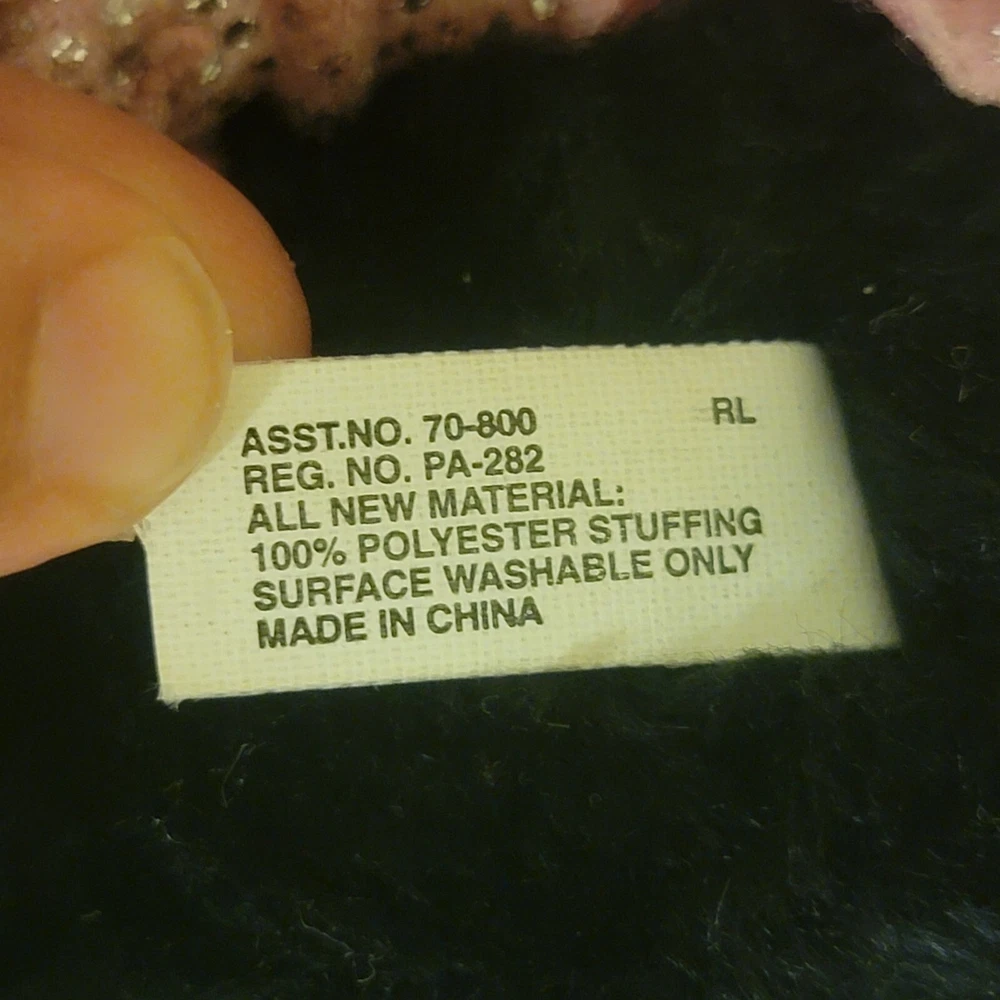 ASST.NO. 70-800 RL
REG. NO. PA-282
ALL NEW MATERIAL:
100% POLYESTER STUFFING
SURFACE WASHABLE ONLY
MADE IN CHINA